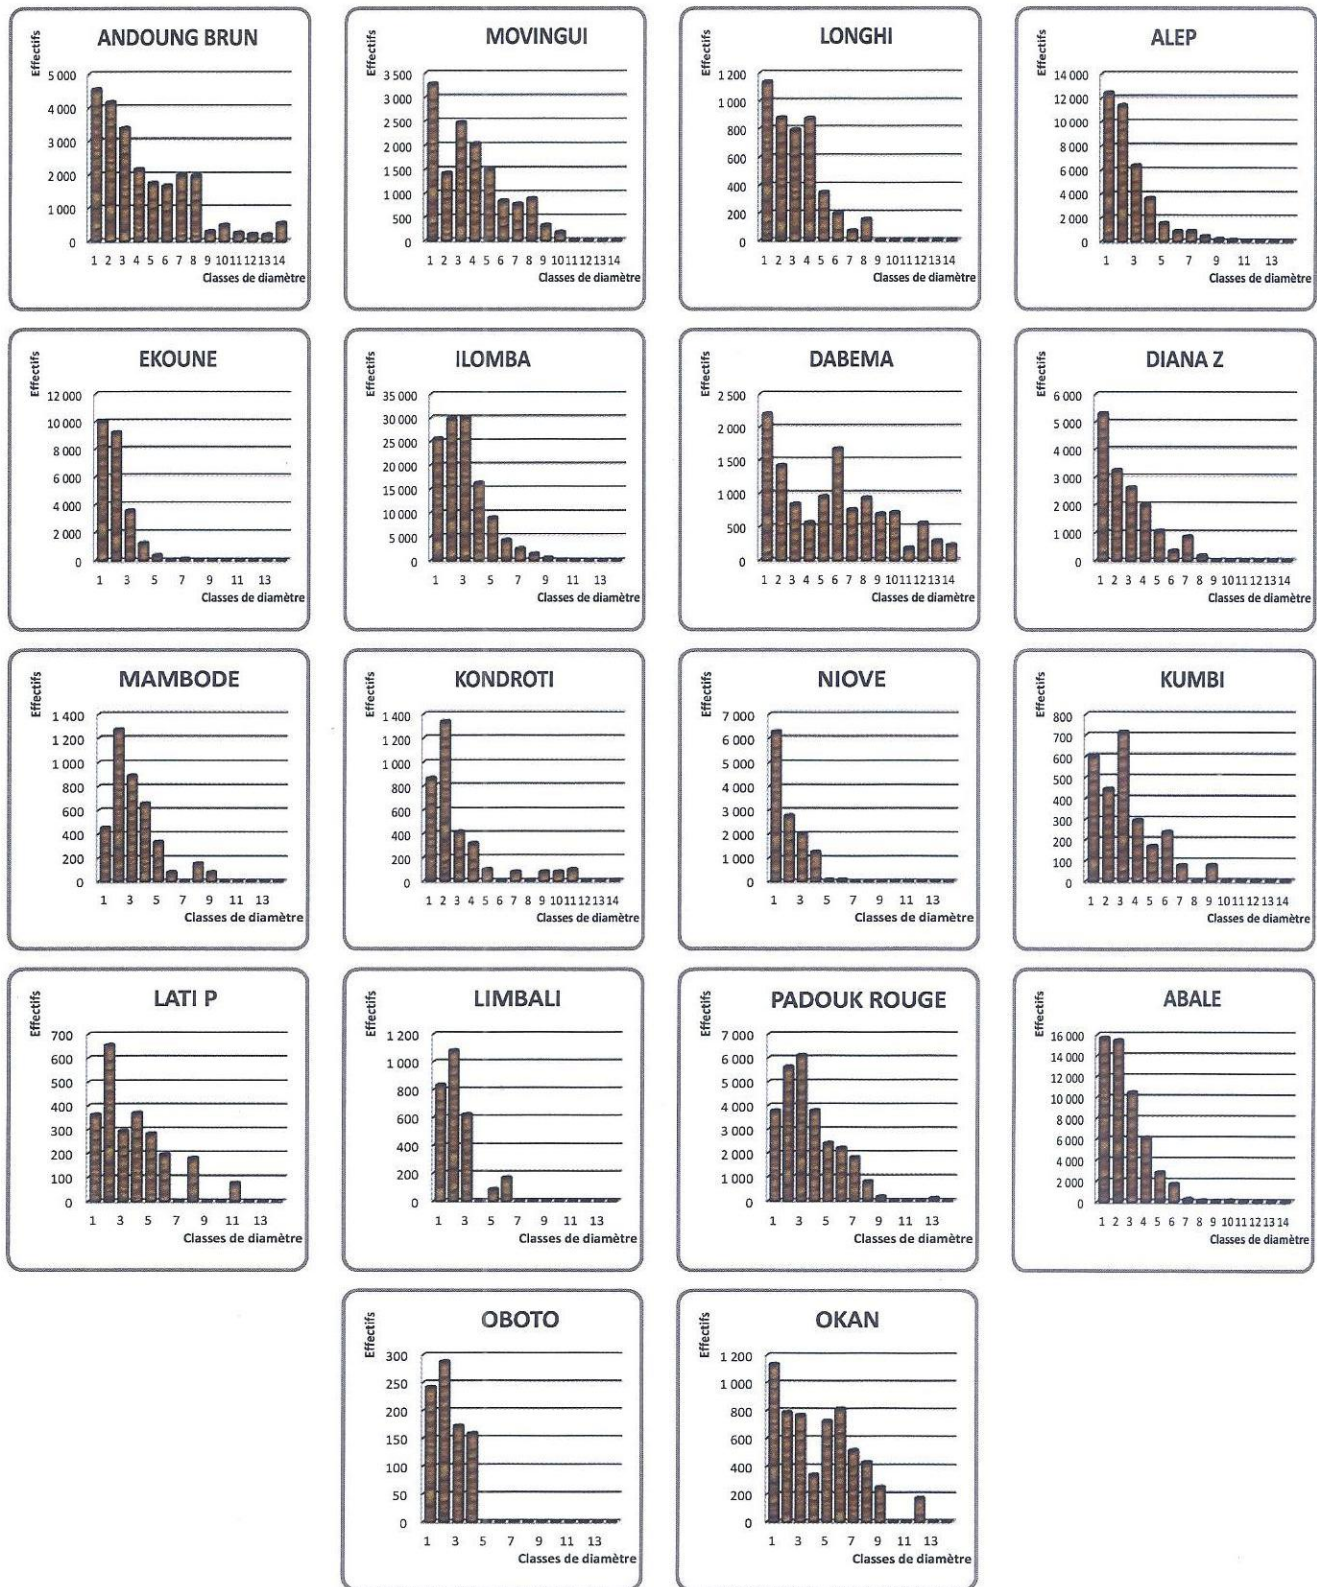 ANDOUNG BRUN
Effectifs
5 000
4 000
3 000
2 000
1 000
0
1 2 3 4 5 6 7 8 9 10 11 12 13 14
Classes de diamètre
MOVINGUI
Effectifs
3 500
3 000
2 500
2 000
1 500
1 000
500
0
1 2 3 4 5 6 7 8 9 10 11 12 13 14
Classes de diamètre
LONGHI
Effectifs
1 200
1 000
800
600
400
200
0
1 2 3 4 5 6 7 8 9 10 11 12 13 14
Classes de diamètre
ALEP
Effectifs
14 000
12 000
10 000
8 000
6 000
4 000
2 000
0
1 3 5 7 9 11 13
Classes de diamètre
EKOUNE
Effectifs
12 000
10 000
8 000
6 000
4 000
2 000
0
1 3 5 7 9 11 13
Classes de diamètre
ILOMBA
Effectifs
35 000
30 000
25 000
20 000
15 000
10 000
5 000
0
1 3 5 7 9 11 13
Classes de diamètre
DABEMA
Effectifs
2 500
2 000
1 500
1 000
500
0
1 2 3 4 5 6 7 8 9 10 11 12 13 14
Classes de diamètre
DIANA Z
Effectifs
6 000
5 000
4 000
3 000
2 000
1 000
0
1 2 3 4 5 6 7 8 9 10 11 12 13 14
Classes de diamètre
MAMBODE
Effectifs
1 400
1 200
1 000
800
600
400
200
0
1 3 5 7 9 11 13
Classes de diamètre
KONDROTI
Effectifs
1 400
1 200
1 000
800
600
400
200
0
1 2 3 4 5 6 7 8 9 10 11 12 13 14
Classes de diamètre
NIOVE
Effectifs
7 000
6 000
5 000
4 000
3 000
2 000
1 000
0
1 3 5 7 9 11 13
Classes de diamètre
KUMBI
Effectifs
800
700
600
500
400
300
200
100
0
1 2 3 4 5 6 7 8 9 10 11 12 13 14
Classes de diamètre
LATI P
Effectifs
700
600
500
400
300
200
100
0
1 3 5 7 9 11 13
Classes de diamètre
LIMBALI
Effectifs
1 200
1 000
800
600
400
200
0
1 3 5 7 9 11 13
Classes de diamètre
PADOUK ROUGE
Effectifs
7 000
6 000
5 000
4 000
3 000
2 000
1 000
0
1 3 5 7 9 11 13
Classes de diamètre
ABALE
Effectifs
16 000
14 000
12 000
10 000
8 000
6 000
4 000
2 000
0
1 2 3 4 5 6 7 8 9 10 11 12 13 14
Classes de diamètre
OBOTO
Effectifs
300
250
200
150
100
50
0
1 3 5 7 9 11 13
Classes de diamètre
OKAN
Effectifs
1 200
1 000
800
600
400
200
0
1 3 5 7 9 11 13
Classes de diamètre